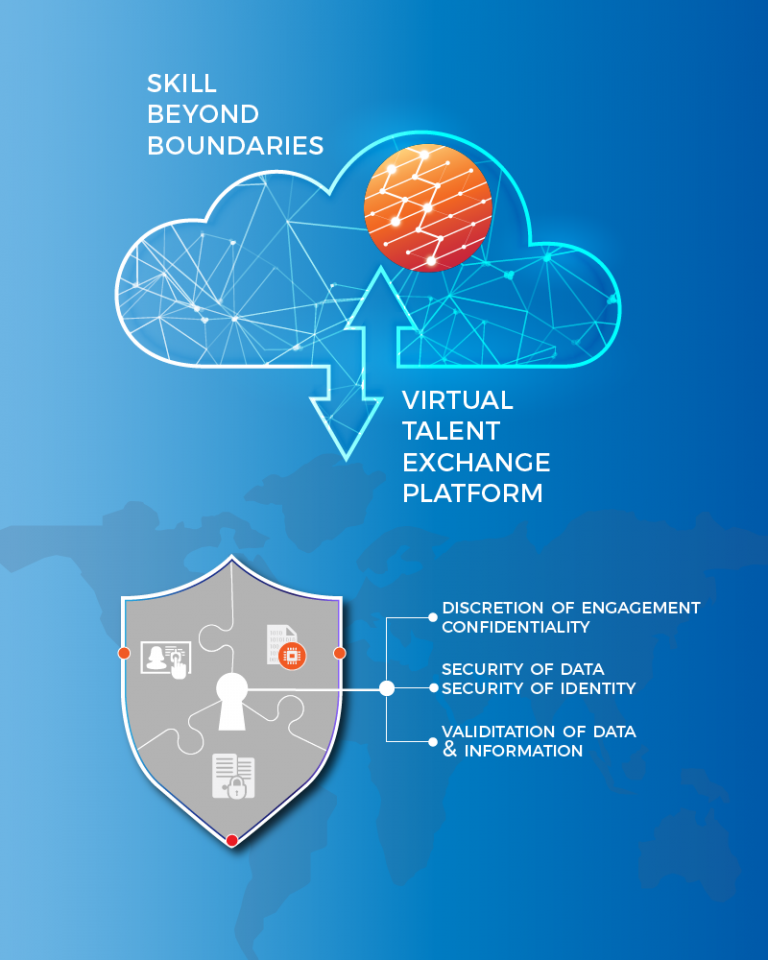 SKILL
BEYOND
BOUNDARIES
VIRTUAL
TALENT
EXCHANGE
PLATFORM
DISCRETION OF ENGAGEMENT
CONFIDENTIALITY
SECURITY OF DATA
SECURITY OF IDENTITY
VALIDITATION OF DATA
& INFORMATION